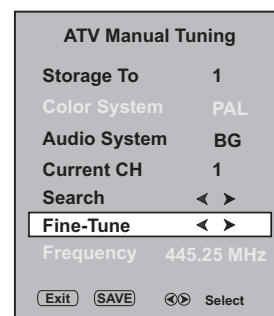 ATV Manual Tuning
Storage To 1
Color System PAL
Audio System BG
Current CH 1
Search
Fine-Tune
Frequency 445.25 MHz
Exit SAVE Select